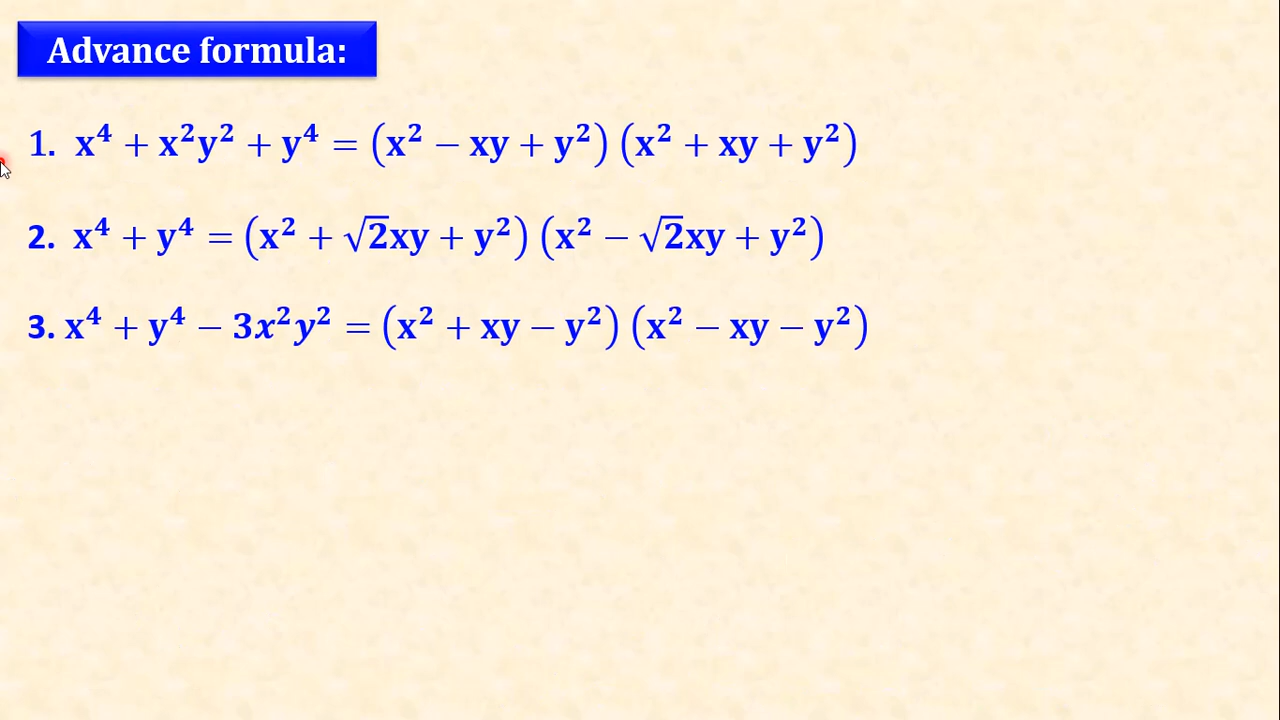 Advance formula:
1. x⁴ + x²y² + y⁴ = (x² − xy + y²) (x² + xy + y²)
2. x⁴ + y⁴ = (x² + √2xy + y²) (x² − √2xy + y²)
3. x⁴ + y⁴ − 3x²y² = (x² + xy − y²) (x² − xy − y²)